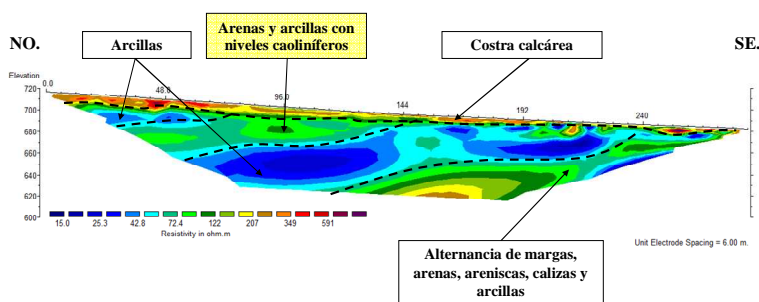 NO.
Arcillas
Arenas y arcillas con
niveles caoliníferos
Costra calcárea
SE.
Elevation
0.0
48.0
96.0
144
192
240
720
700
680
660
640
620
600
15.0 25.3 42.8 72.4 122 207 349 591
Resistivity in ohm.m
Alternancia de margas,
arenas, areniscas, calizas y
arcillas
Unit Electrode Spacing = 6.00 m.